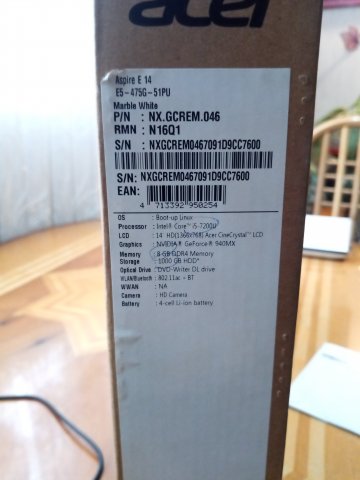 acer
Aspire E 14
E5-475G-51PU
Marble White
P/N : NX.GCREM.046
RMN : N16Q1
S/N : NXGCREM0467091D9CC7600
S/N: NXGCREM0467091D9CC7600
EAN:
4 713392 950254
OS : Boot-up Linux
Processor : Intel® Core™ i5-7200U
LCD : 14" HD(1366x768) Acer CineCrystal™ LCD
Graphics : NVIDIA® GeForce® 940MX
Memory : 8 GB DDR4 Memory
Storage : 1000 GB HDD*
Optical Drive : DVD-Writer DL drive
WLAN/Bluetooth® : 802.11ac + BT
WWAN : NA
Camera : HD Camera
Battery : 4-cell Li-ion battery